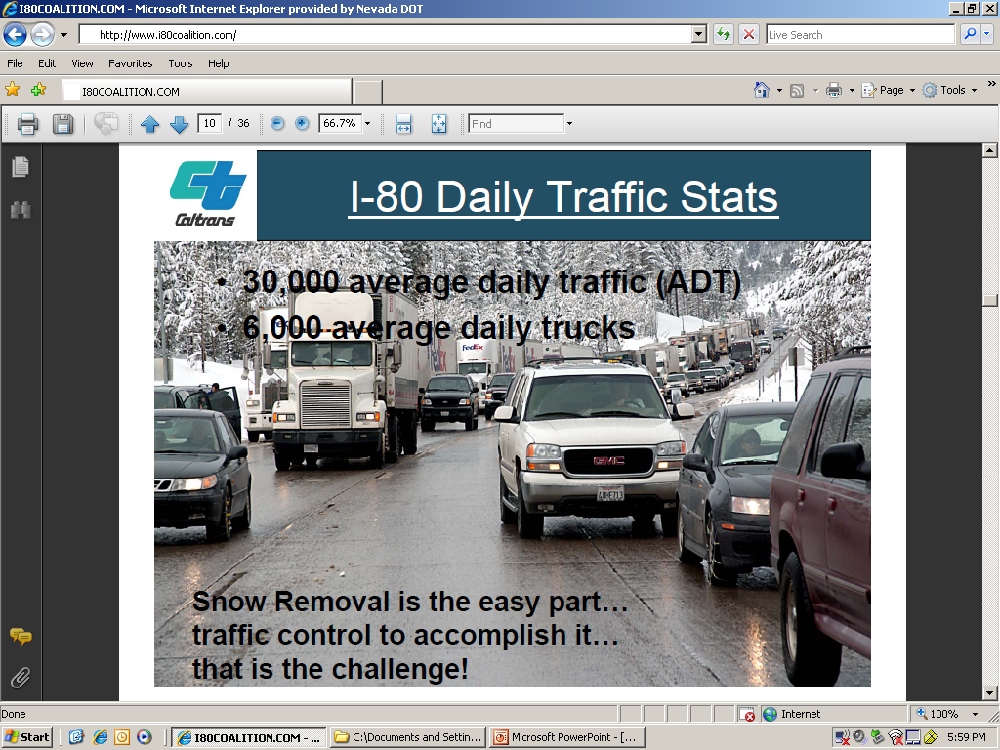 I80COALITION.COM - Microsoft Internet Explorer provided by Nevada DOT
http://www.i80coalition.com/
Live Search
File Edit View Favorites Tools Help
I80COALITION.COM
Page Tools
10 / 36 66.7% Find
Caltrans
I-80 Daily Traffic Stats
• 30,000 average daily traffic (ADT)
• 6,000 average daily trucks
FedEx
GMC
Snow Removal is the easy part…
traffic control to accomplish it…
that is the challenge!
Done
Internet
100%
Start
I80COALITION.COM - ...
C:\Documents and Settin...
Microsoft PowerPoint - [...
5:59 PM